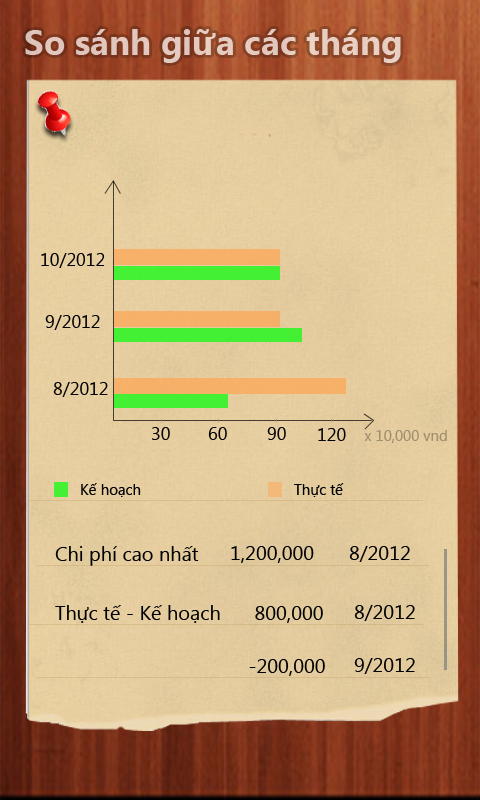 So sánh giữa các tháng
10/2012
9/2012
8/2012
30 60 90 120 x 10,000 vnd
Kế hoạch Thực tế
Chi phí cao nhất 1,200,000 8/2012
Thực tế - Kế hoạch 800,000 8/2012
-200,000 9/2012